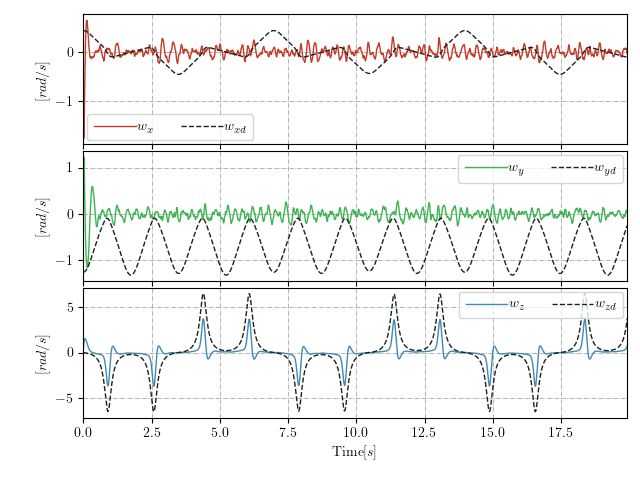 0
−1
[rad/s]
w_x w_xd
1
0
−1
[rad/s]
w_y w_yd
5
0
−5
[rad/s]
w_z w_zd
0.0 2.5 5.0 7.5 10.0 12.5 15.0 17.5
Time[s]